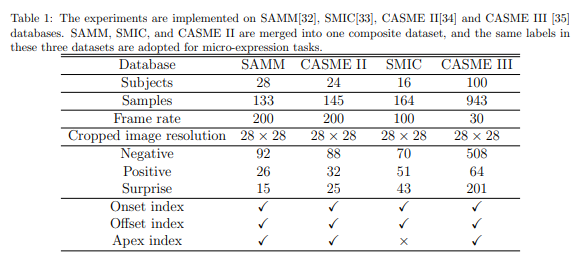 Table 1: The experiments are implemented on SAMM[32], SMIC[33], CASME II[34] and CASME III [35]
databases. SAMM, SMIC, and CASME II are merged into one composite dataset, and the same labels in
these three datasets are adopted for micro-expression tasks.
Database SAMM CASME II SMIC CASME III
Subjects 28 24 16 100
Samples 133 145 164 943
Frame rate 200 200 100 30
Cropped image resolution 28 × 28 28 × 28 28 × 28 28 × 28
Negative 92 88 70 508
Positive 26 32 51 64
Surprise 15 25 43 201
Onset index ✓ ✓ ✓ ✓
Offset index ✓ ✓ ✓ ✓
Apex index ✓ ✓ × ✓